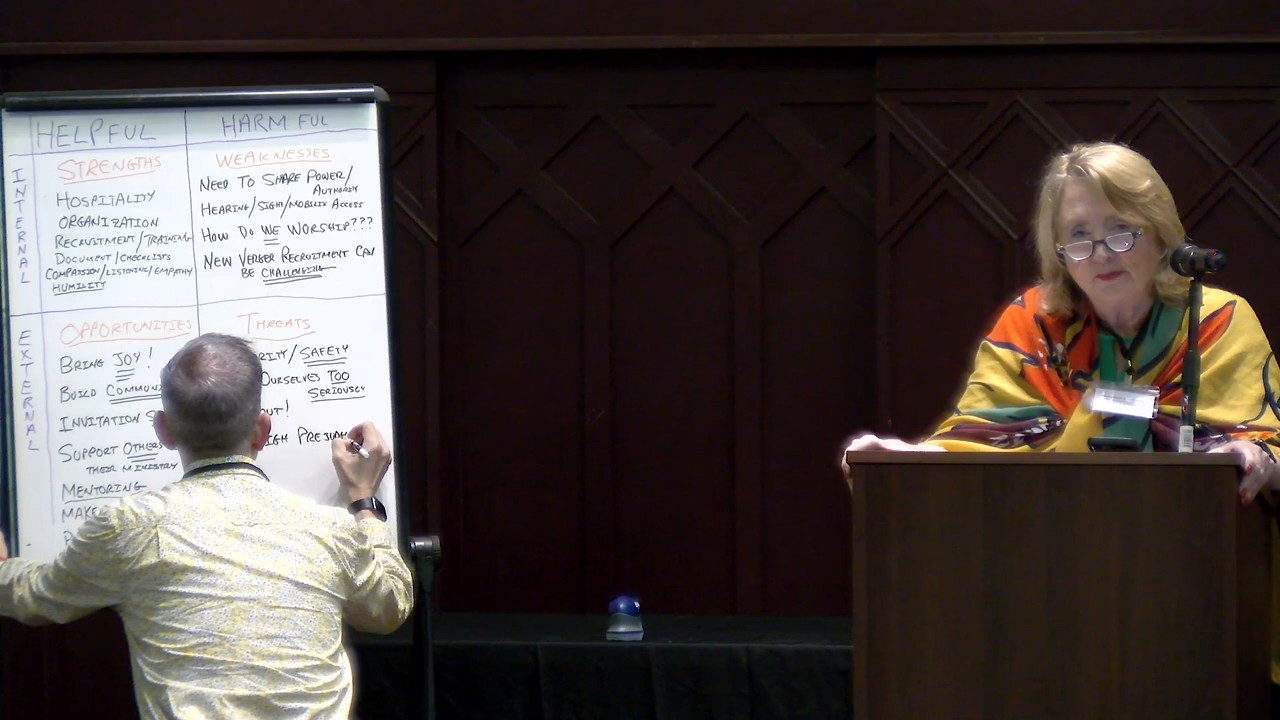 HELPFUL
HARMFUL
INTERNAL
STRENGTHS
HOSPITALITY
ORGANIZATION
RECRUITMENT/TRAINING
DOCUMENT/CHECKLISTS
COMPASSION/LISTENING/EMPATHY
HUMILITY
WEAKNESSES
NEED TO SHARE POWER/
AUTHORITY
HEARING/SIGHT/MOBILITY ACCESS
HOW DO WE WORSHIP???
NEW VERGER RECRUITMENT CAN
BE CHALLENGING
EXTERNAL
OPPORTUNITIES
BRING JOY!
BUILD
INVITATION
SUPPORT OTHERS
THEIR MINISTRY
MENTORING
MAKE
THREATS
/SAFETY
OURSELVES TOO
SERIOUSLY